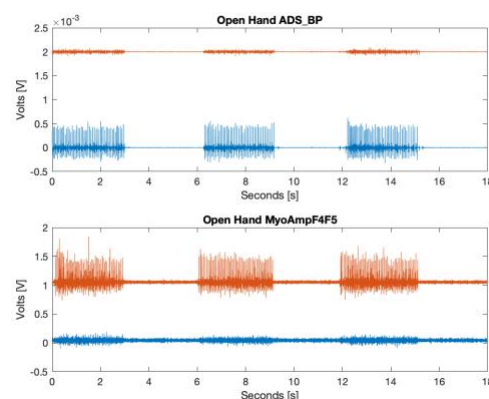 Open Hand ADS_BP
×10⁻³
2.5
2
1.5
1
0.5
0
-0.5
Volts [V]
0 2 4 6 8 10 12 14 16 18
Seconds [s]
Open Hand MyoAmpF4F5
2
1.5
1
0.5
0
-0.5
Volts [V]
0 2 4 6 8 10 12 14 16 18
Seconds [s]